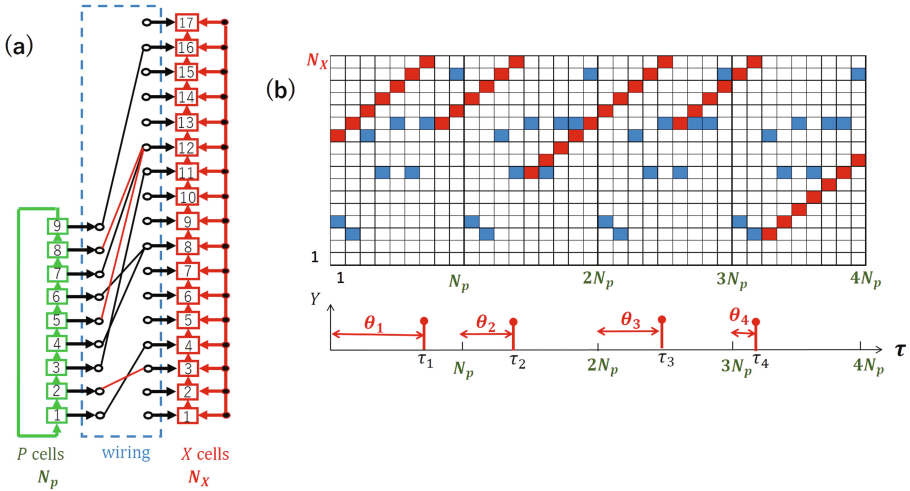 (a)
17
16
15
14
13
12
11
10
9
8
7
6
5
4
3
2
1
9
8
7
6
5
4
3
2
1
P cells
N_p
wiring
X cells
N_X
(b)
N_X
1
1 N_p 2N_p 3N_p 4N_p
Y
θ_1 θ_2 θ_3 θ_4
τ_1 N_p τ_2 2N_p τ_3 3N_p τ_4 4N_p τ